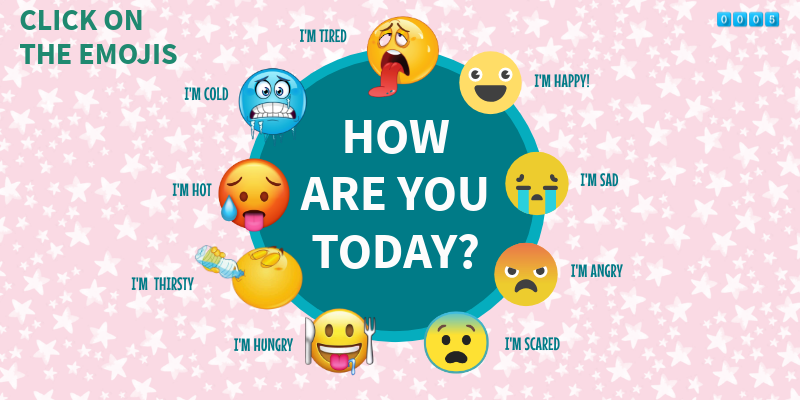 CLICK ON
THE EMOJIS
0005
I'M TIRED
I'M HAPPY!
I'M COLD
HOW
ARE YOU
TODAY?
I'M HOT
I'M SAD
I'M THIRSTY
I'M ANGRY
I'M HUNGRY
I'M SCARED